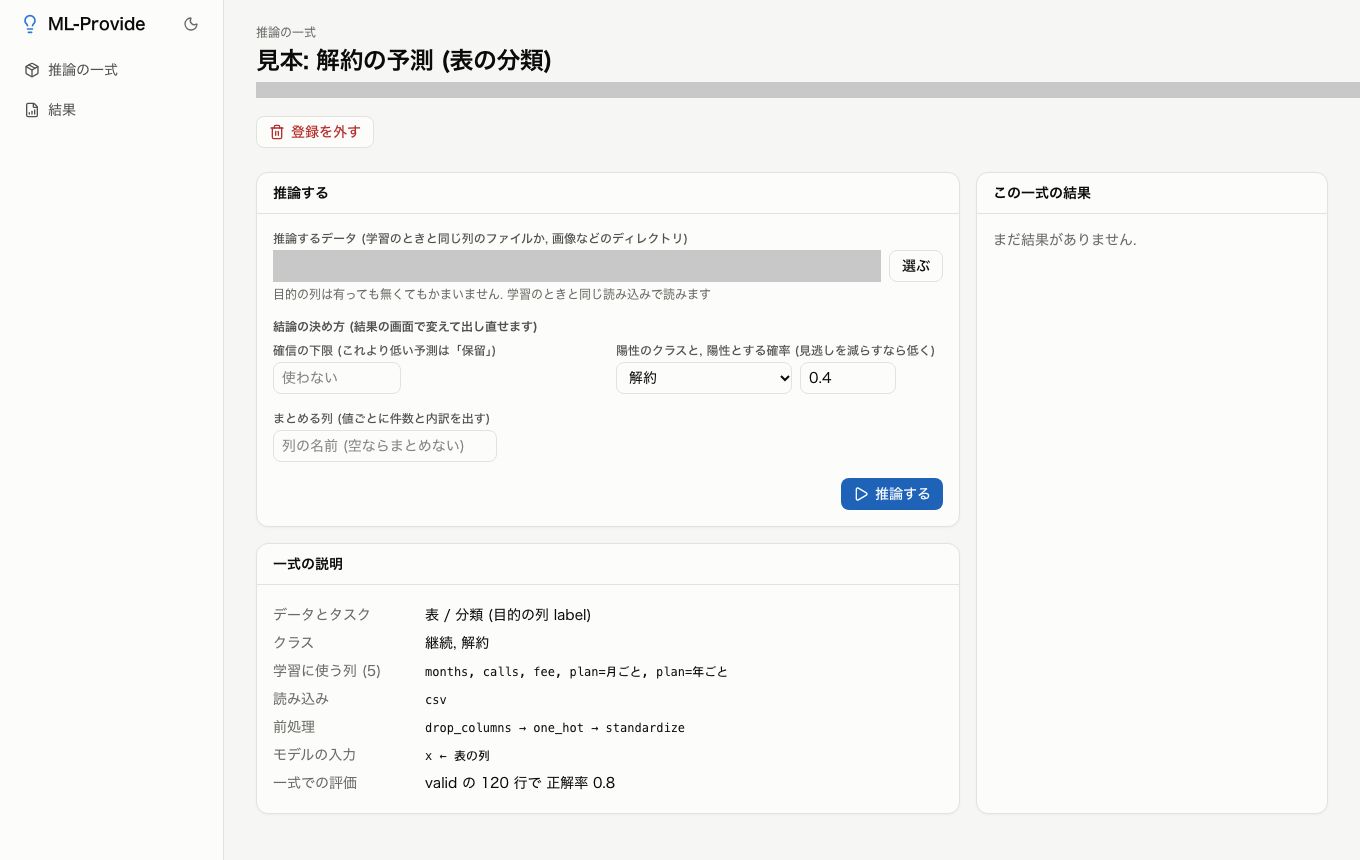 ML-Provide
推論の一式
結果
推論の一式
見本: 解約の予測 (表の分類)
登録を外す
推論する
推論するデータ (学習のときと同じ列のファイルか, 画像などのディレクトリ)
選ぶ
目的の列は有っても無くてもかまいません. 学習のときと同じ読み込みで読みます
結論の決め方 (結果の画面で変えて出し直せます)
確信の下限 (これより低い予測は「保留」)
使わない
陽性のクラスと, 陽性とする確率 (見逃しを減らすなら低く)
解約
0.4
まとめる列 (値ごとに件数と内訳を出す)
列の名前 (空ならまとめない)
推論する
一式の説明
データとタスク 表 / 分類 (目的の列 label)
クラス 継続, 解約
学習に使う列 (5) months, calls, fee, plan=月ごと, plan=年ごと
読み込み csv
前処理 drop_columns → one_hot → standardize
モデルの入力 x ← 表の列
一式での評価 valid の 120 行で 正解率 0.8
この一式の結果
まだ結果がありません.